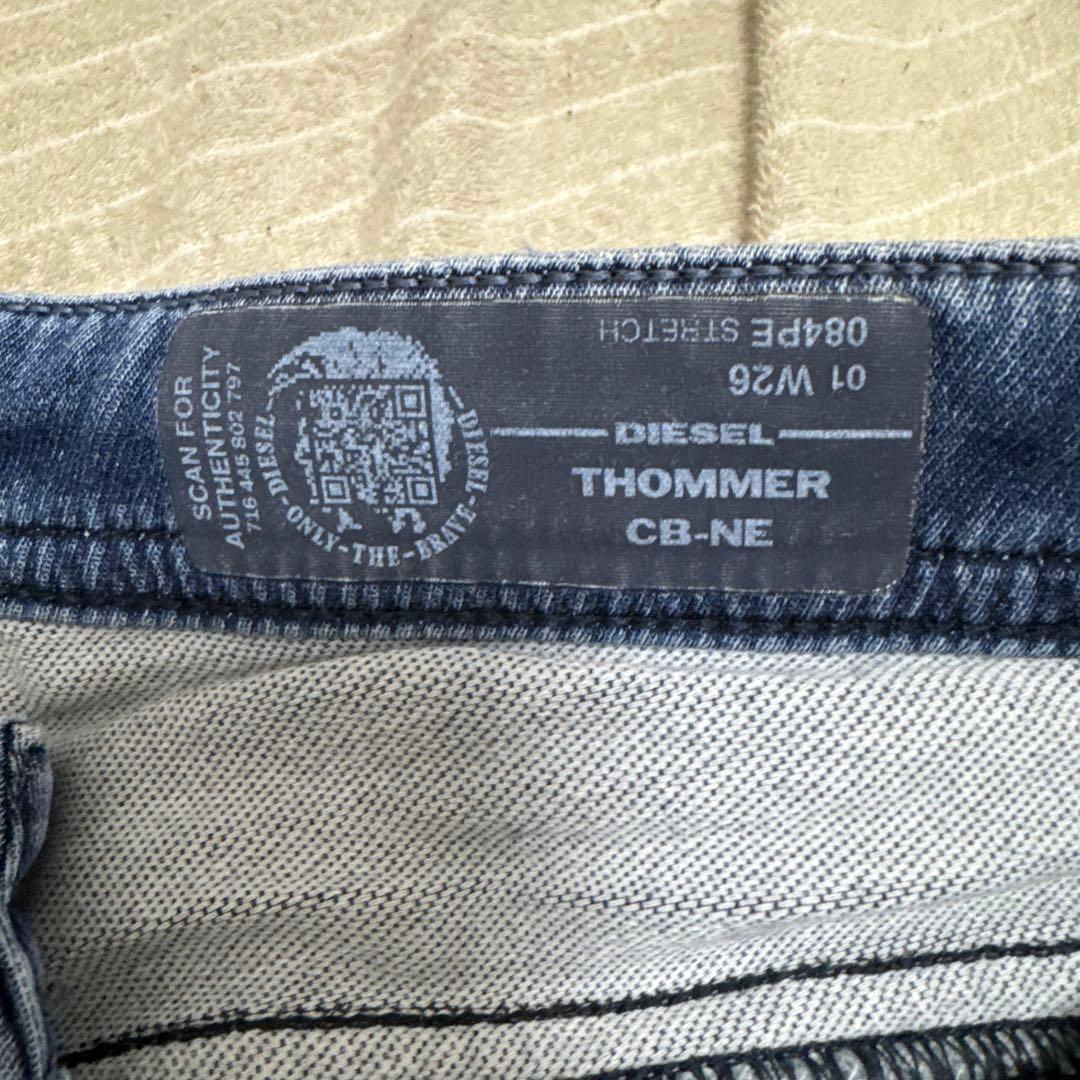 SCAN FOR
AUTHENTICITY
716 445 802 797
DIESEL-ONLY-THE-BRAVE-DIESEL
084PE STRETCH
01 W26
DIESEL
THOMMER
CB-NE